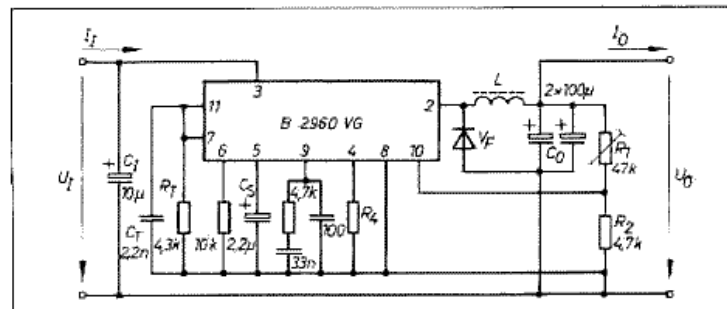 I_I
I_O
L
2×100µ
3
11
B 2960 VG
2
7
6
5
9
4
8
10
V_F
C_O
R_1
47k
U_I
C_I
10µ
R_T
C_S
4,7k
R_4
100
C_T
2,2n
4,3k
10k
2,2µ
33n
R_2
4,7k
U_O
+
+
+
+